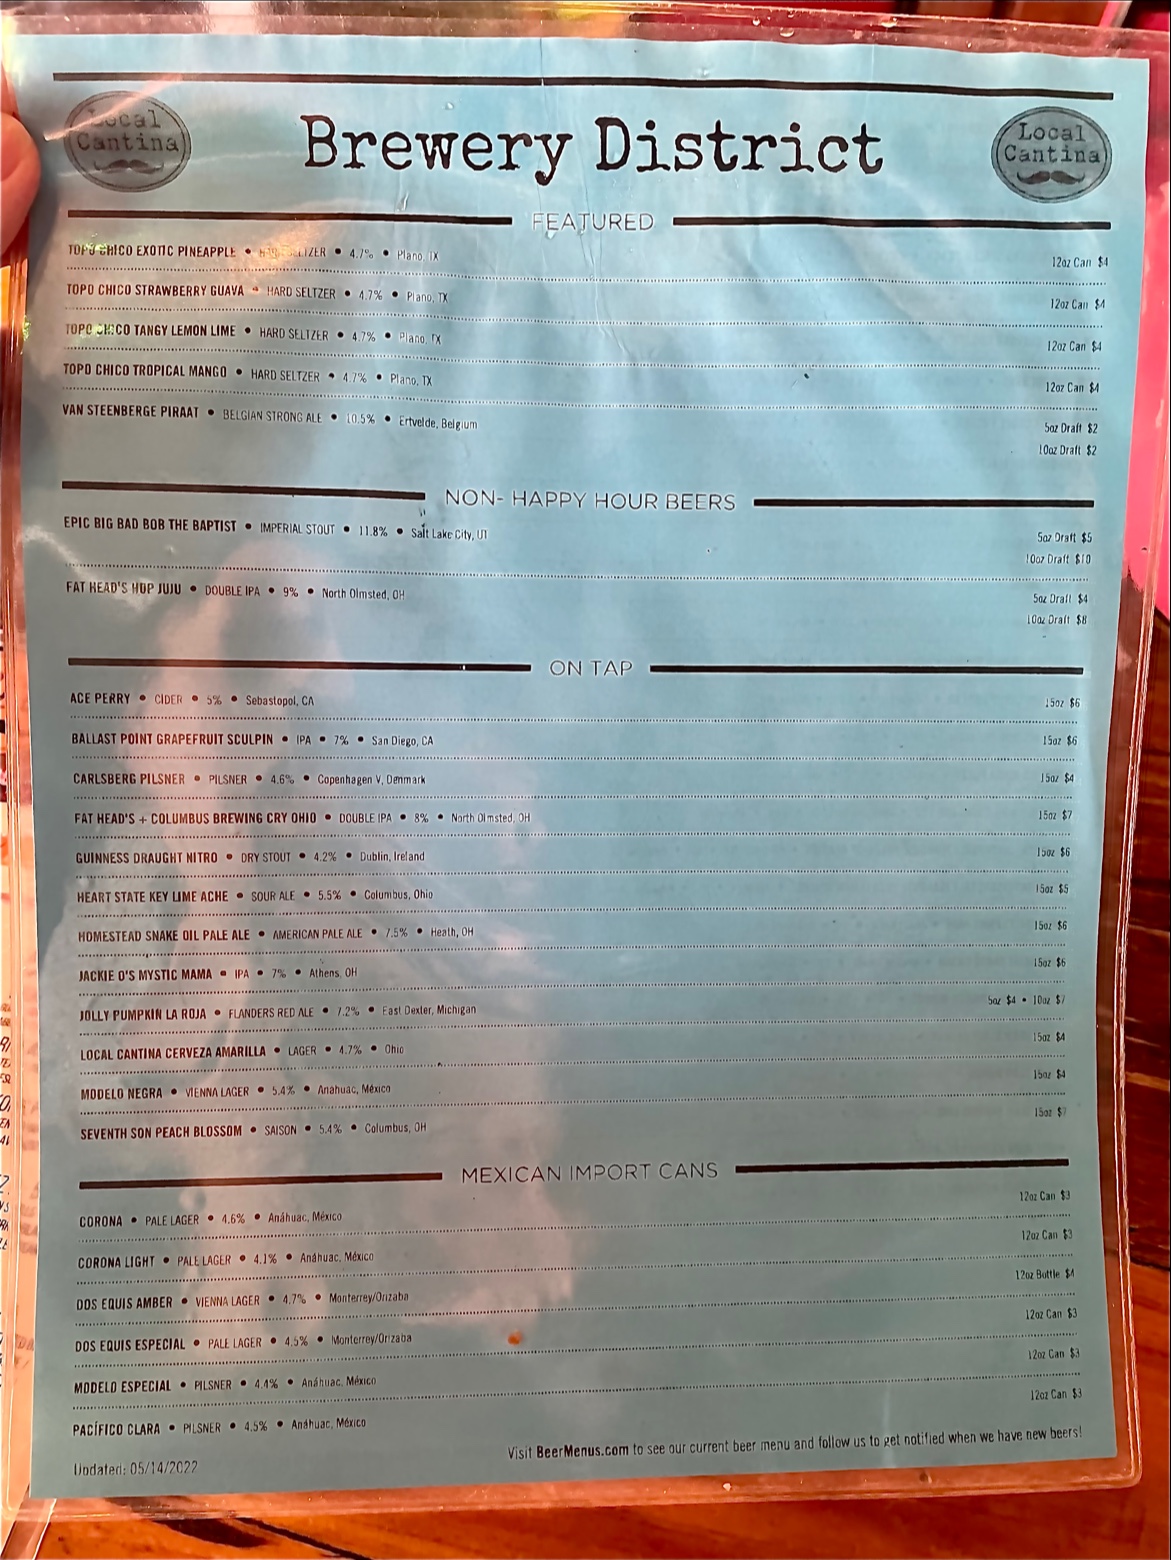 Local Cantina
Brewery District
Local Cantina
FEATURED
TOPO CHICO EXOTIC PINEAPPLE • HARD SELTZER • 4.7% • Plano, TX 12oz Can $4
TOPO CHICO STRAWBERRY GUAVA • HARD SELTZER • 4.7% • Plano, TX 12oz Can $4
TOPO CHICO TANGY LEMON LIME • HARD SELTZER • 4.7% • Plano, TX 12oz Can $4
TOPO CHICO TROPICAL MANGO • HARD SELTZER • 4.7% • Plano, TX 12oz Can $4
VAN STEENBERGE PIRAAT • BELGIAN STRONG ALE • 10.5% • Ertvelde, Belgium 5oz Draft $2
10oz Draft $2
NON- HAPPY HOUR BEERS
EPIC BIG BAD BOB THE BAPTIST • IMPERIAL STOUT • 11.8% • Salt Lake City, UT 5oz Draft $5
10oz Draft $10
FAT HEAD'S HOP JUJU • DOUBLE IPA • 9% • North Olmsted, OH 5oz Draft $4
10oz Draft $8
ON TAP
ACE PERRY • CIDER • 5% • Sebastopol, CA 15oz $6
BALLAST POINT GRAPEFRUIT SCULPIN • IPA • 7% • San Diego, CA 15oz $6
CARLSBERG PILSNER • PILSNER • 4.6% • Copenhagen V, Denmark 15oz $4
FAT HEAD'S + COLUMBUS BREWING CRY OHIO • DOUBLE IPA • 8% • North Olmsted, OH 15oz $7
GUINNESS DRAUGHT NITRO • DRY STOUT • 4.2% • Dublin, Ireland 15oz $6
HEART STATE KEY LIME ACHE • SOUR ALE • 5.5% • Columbus, Ohio 15oz $5
HOMESTEAD SNAKE OIL PALE ALE • AMERICAN PALE ALE • 7.5% • Heath, OH 15oz $6
JACKIE O'S MYSTIC MAMA • IPA • 7% • Athens, OH 15oz $6
JOLLY PUMPKIN LA ROJA • FLANDERS RED ALE • 7.2% • East Dexter, Michigan 5oz $4 • 10oz $7
LOCAL CANTINA CERVEZA AMARILLA • LAGER • 4.7% • Ohio 15oz $4
MODELO NEGRA • VIENNA LAGER • 5.4% • Anahuac, México 15oz $4
SEVENTH SON PEACH BLOSSOM • SAISON • 5.4% • Columbus, OH 15oz $7
MEXICAN IMPORT CANS
CORONA • PALE LAGER • 4.6% • Anáhuac, México 12oz Can $3
CORONA LIGHT • PALE LAGER • 4.1% • Anáhuac, México 12oz Can $3
DOS EQUIS AMBER • VIENNA LAGER • 4.7% • Monterrey/Orizaba 12oz Bottle $4
DOS EQUIS ESPECIAL • PALE LAGER • 4.5% • Monterrey/Orizaba 12oz Can $3
MODELO ESPECIAL • PILSNER • 4.4% • Anáhuac, México 12oz Can $3
PACÍFICO CLARA • PILSNER • 4.5% • Anáhuac, México 12oz Can $3
Visit BeerMenus.com to see our current beer menu and follow us to get notified when we have new beers!
Updated: 05/14/2022